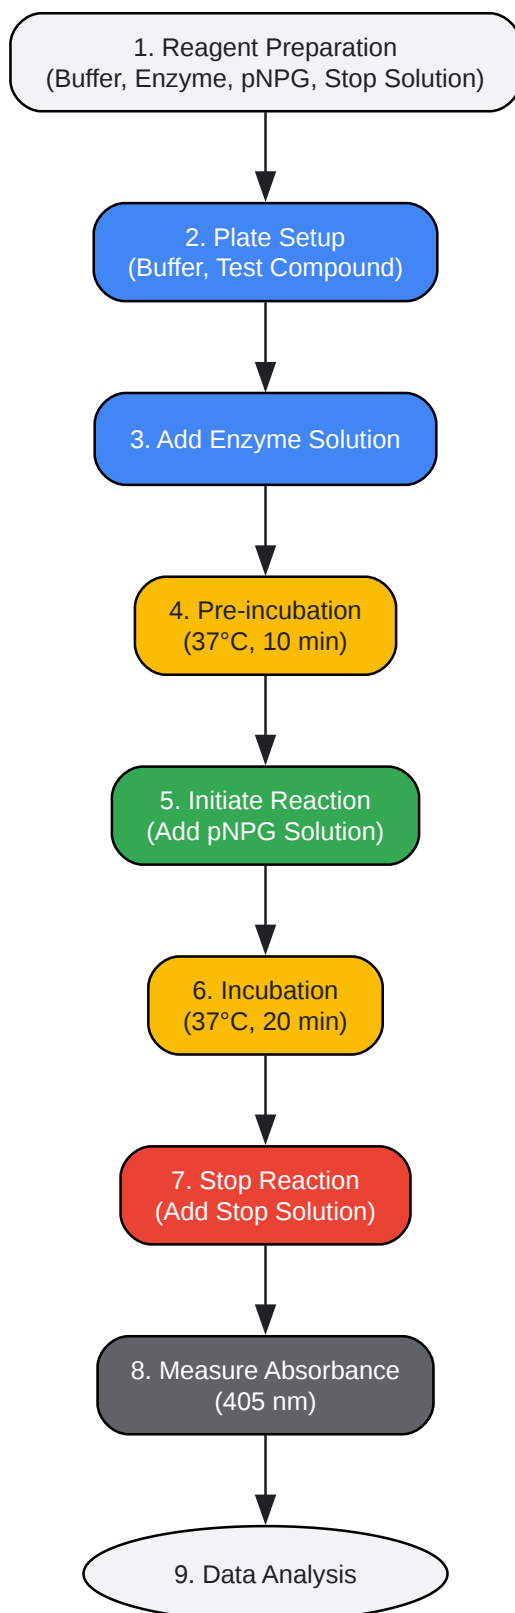 1. Reagent Preparation
(Buffer, Enzyme, pNPG, Stop Solution)
2. Plate Setup
(Buffer, Test Compound)
3. Add Enzyme Solution
4. Pre-incubation
(37°C, 10 min)
5. Initiate Reaction
(Add pNPG Solution)
6. Incubation
(37°C, 20 min)
7. Stop Reaction
(Add Stop Solution)
8. Measure Absorbance
(405 nm)
9. Data Analysis